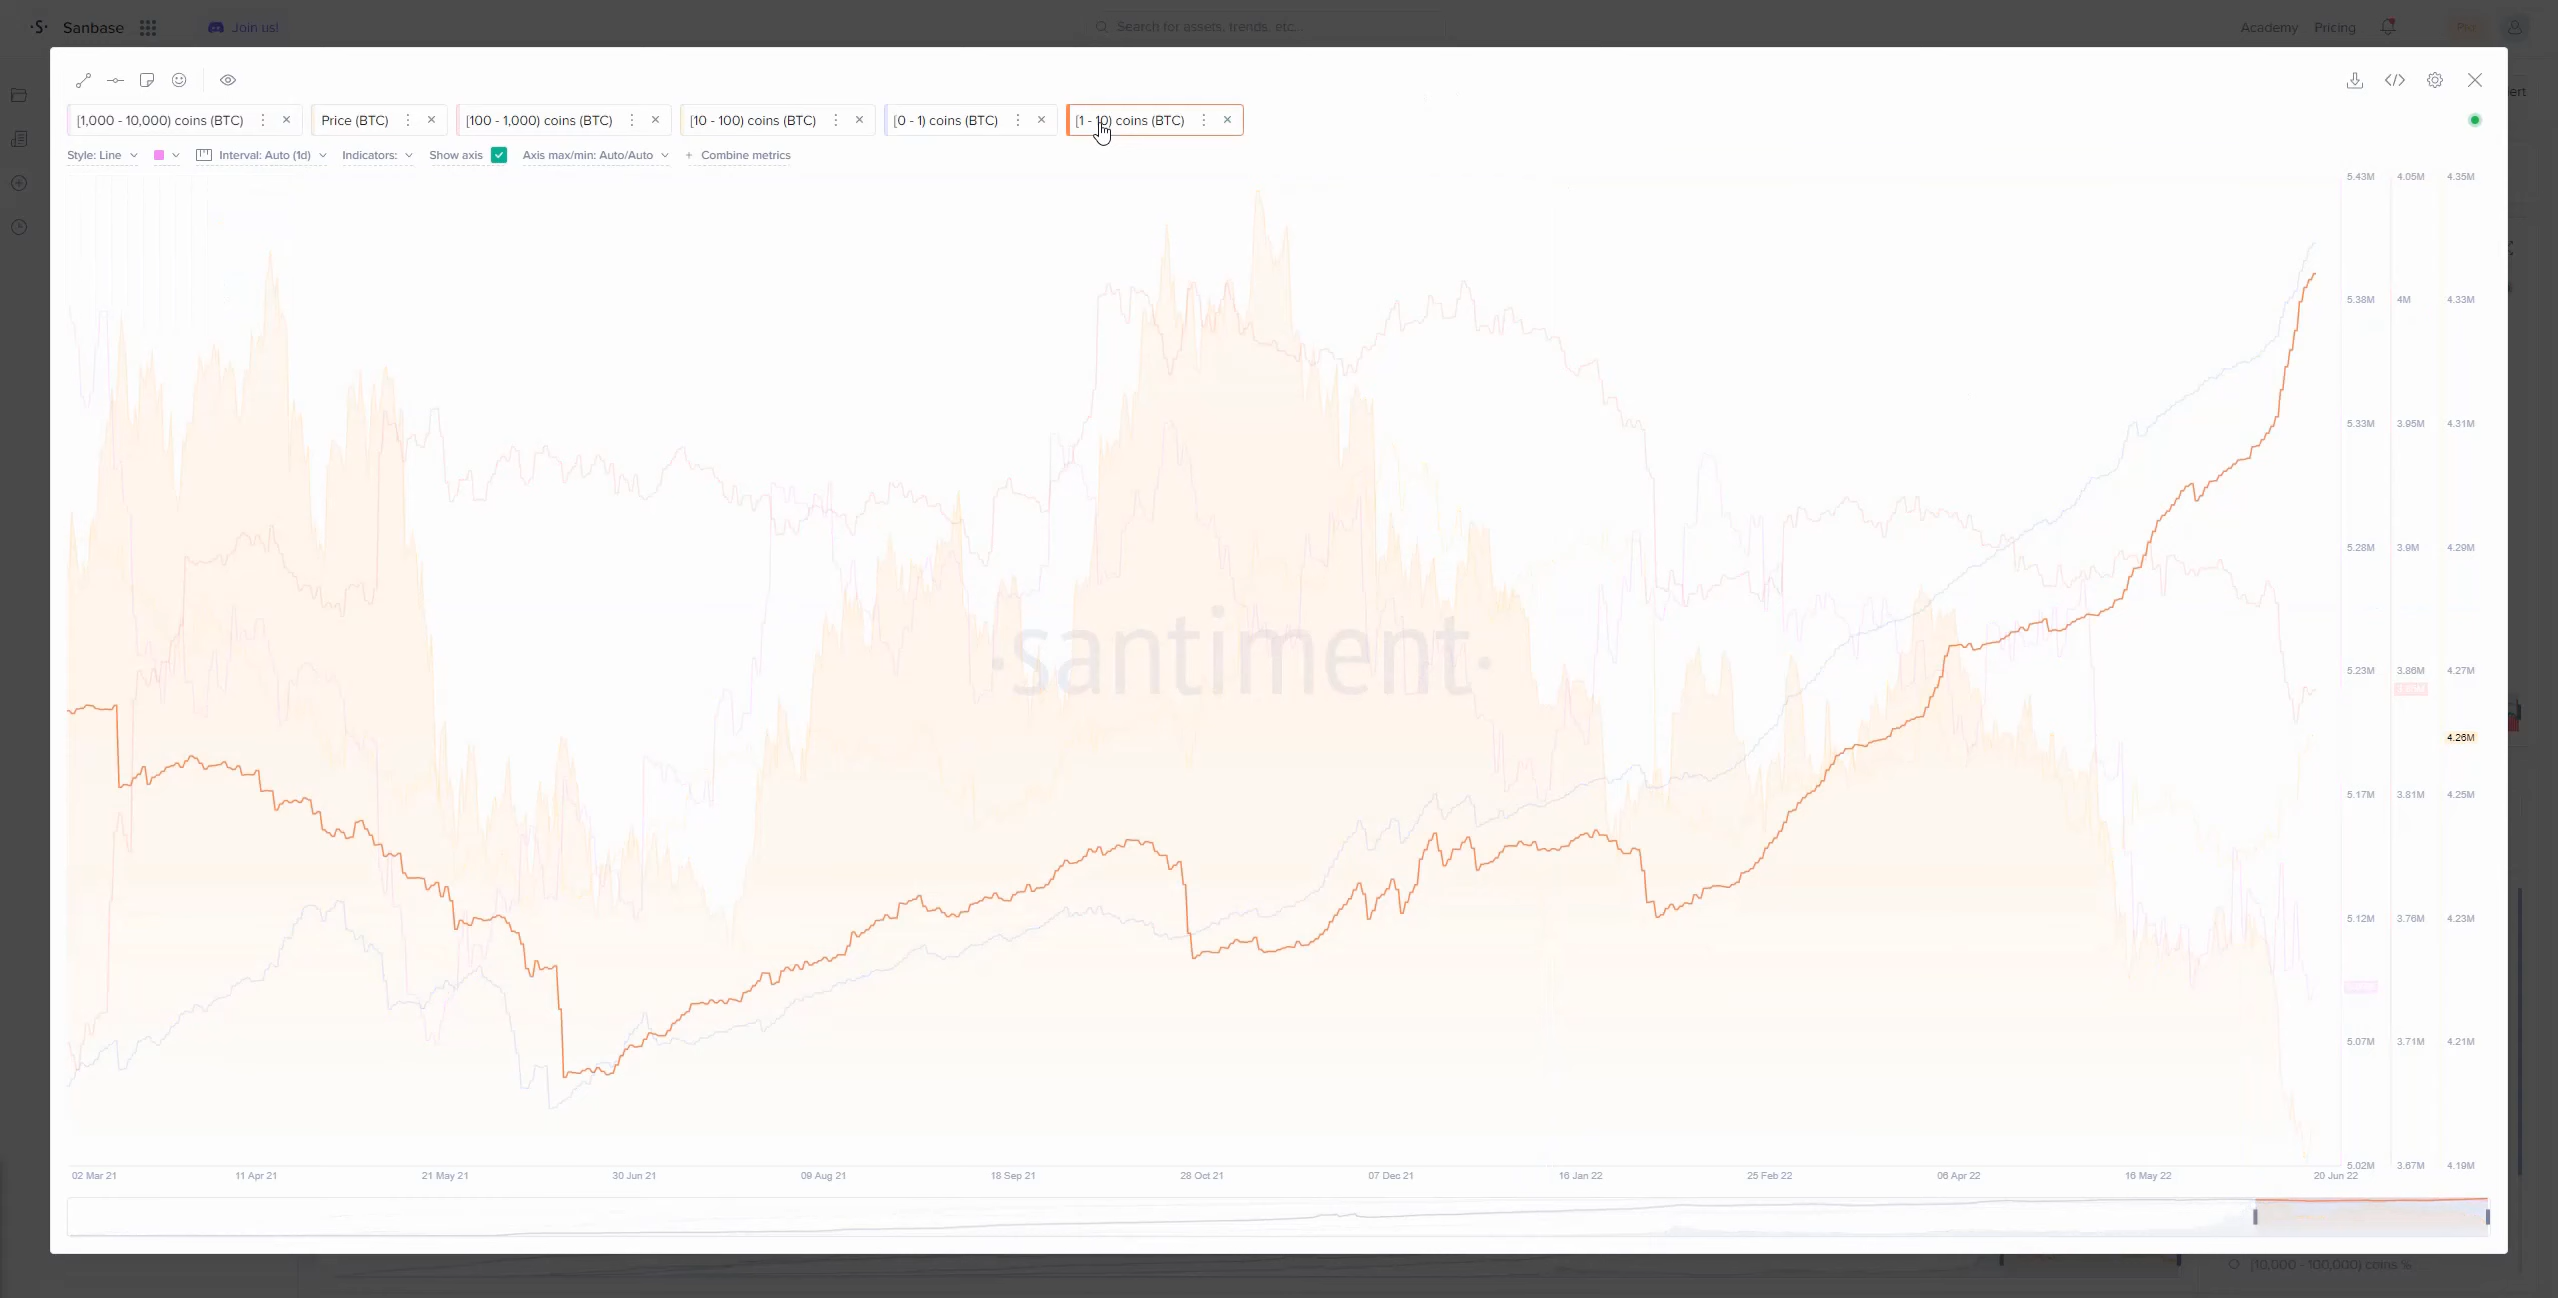 ·S· Sanbase Join us! Search for assets, trends, etc... Academy Pricing
[1,000 - 10,000) coins (BTC) Price (BTC) [100 - 1,000) coins (BTC) [10 - 100) coins (BTC) [0 - 1) coins (BTC) [1 - 10) coins (BTC)
Style: Line Interval: Auto (1d) Indicators: Show axis Axis max/min: Auto/Auto + Combine metrics
5.43M 4.05M 4.35M
5.38M 4M 4.33M
5.33M 3.95M 4.31M
5.28M 3.9M 4.29M
·santiment·
5.23M 3.86M 4.27M
4.26M
5.17M 3.81M 4.25M
5.12M 3.76M 4.23M
5.07M 3.71M 4.21M
5.02M 3.67M 4.19M
02 Mar 21 11 Apr 21 21 May 21 30 Jun 21 09 Aug 21 18 Sep 21 28 Oct 21 07 Dec 21 16 Jan 22 25 Feb 22 06 Apr 22 16 May 22 20 Jun 22
[10,000 - 100,000) coins %